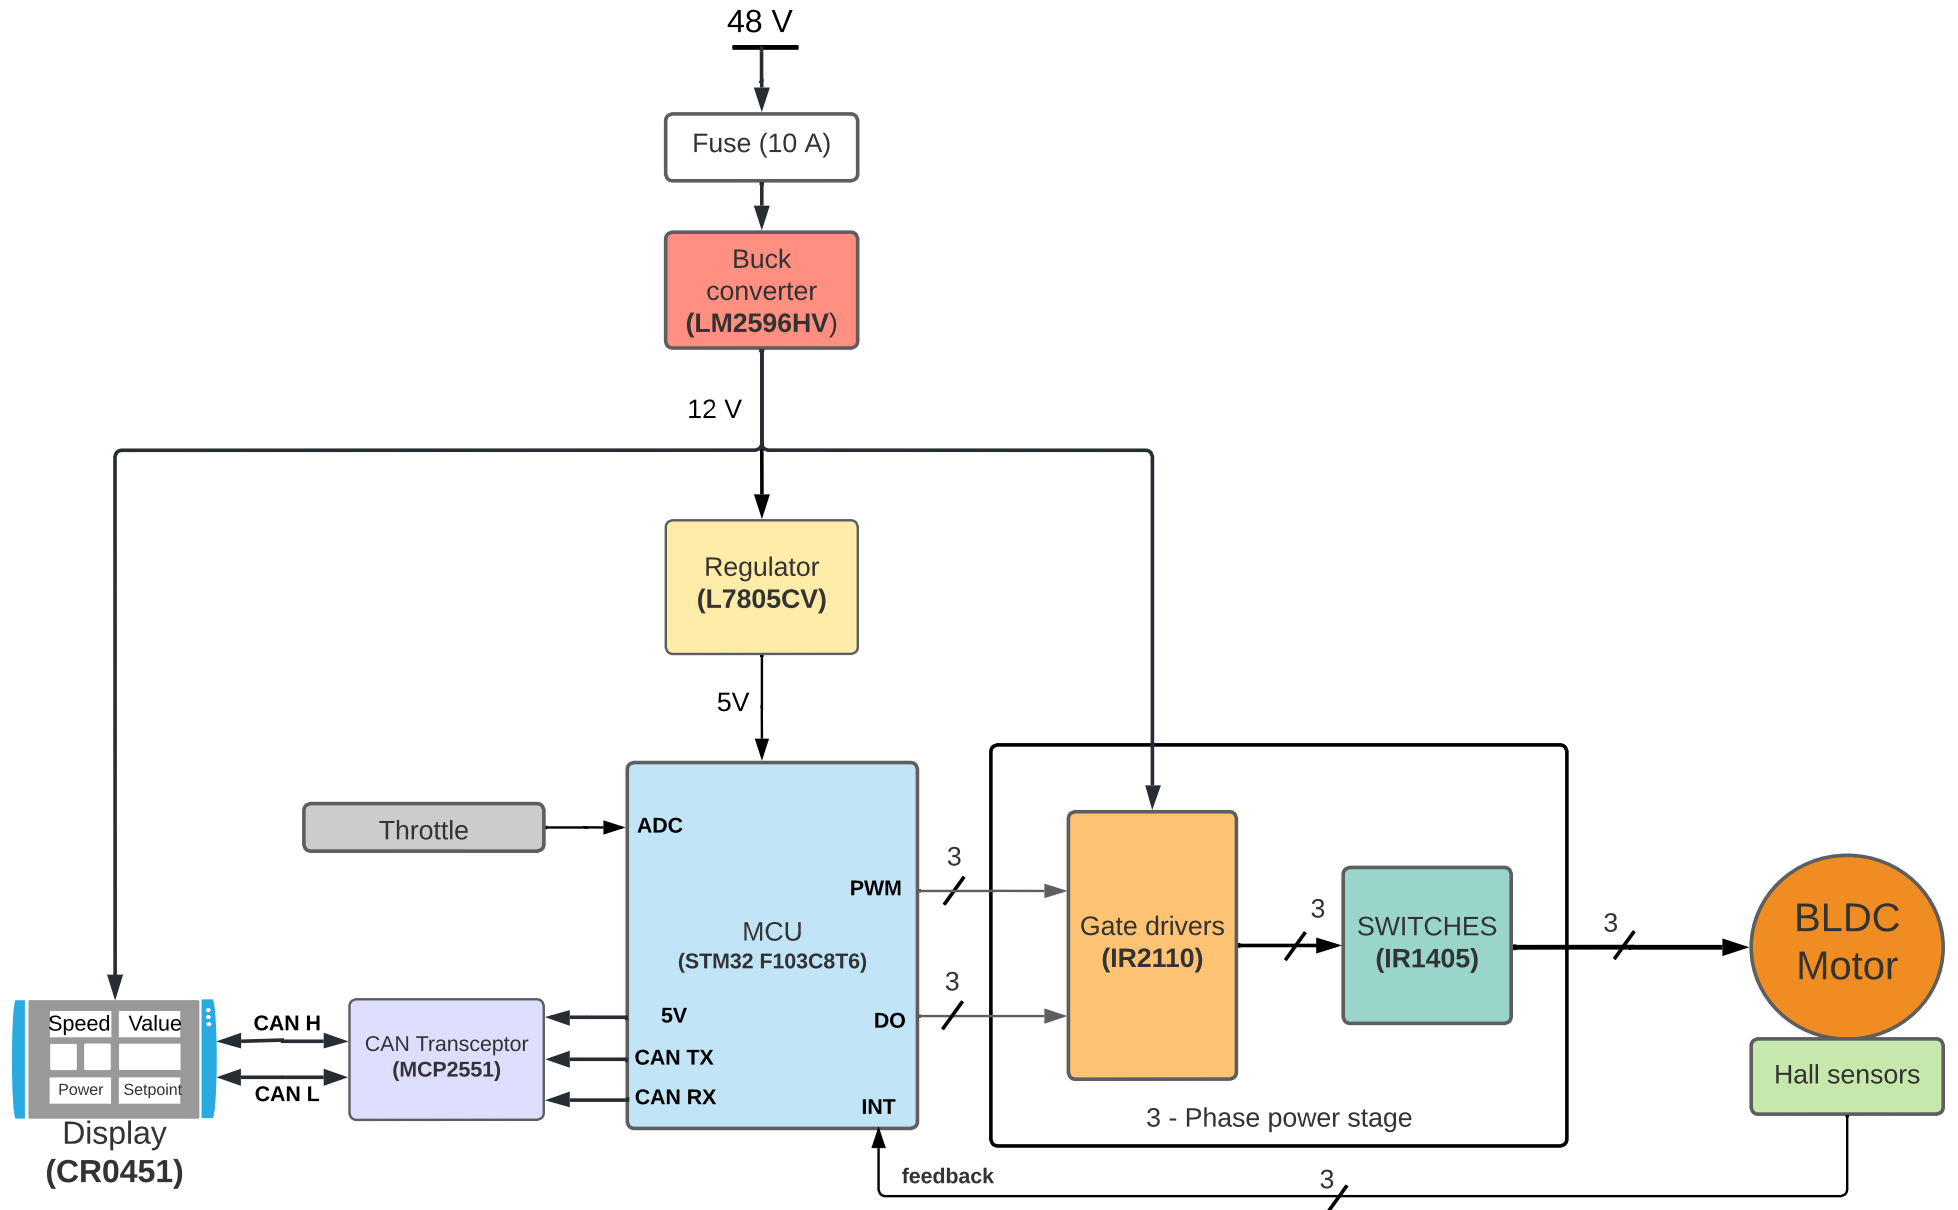 48 V
Fuse (10 A)
Buck
converter
(LM2596HV)
12 V
Regulator
(L7805CV)
5V
Throttle
ADC
PWM
3
MCU
(STM32 F103C8T6)
5V
DO
3
CAN TX
CAN RX
INT
Gate drivers
(IR2110)
3
SWITCHES
(IR1405)
3
BLDC
Motor
Hall sensors
3 - Phase power stage
feedback
3
CAN Transceptor
(MCP2551)
CAN H
CAN L
Speed Value
Power Setpoint
Display
(CR0451)